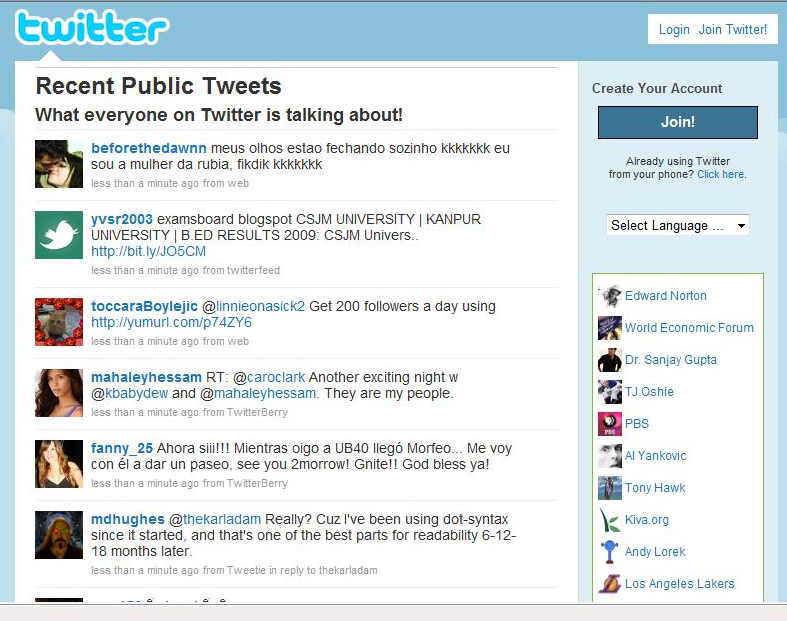 twitter
Login Join Twitter!
Recent Public Tweets
What everyone on Twitter is talking about!
beforethedawnn meus olhos estao fechando sozinho kkkkkkk eu
sou a mulher da rubia, fikdik kkkkkkk
less than a minute ago from web
yvsr2003 examsboard blogspot CSJM UNIVERSITY | KANPUR
UNIVERSITY | B.ED RESULTS 2009: CSJM Univers..
http://bit.ly/JO5CM
less than a minute ago from twitterfeed
toccaraBoylejic @linnieonasick2 Get 200 followers a day using
http://yumurl.com/p74ZY6
less than a minute ago from web
mahaleyhessam RT: @caroclark Another exciting night w
@kbabydew and @mahaleyhessam. They are my people.
less than a minute ago from TwitterBerry
fanny_25 Ahora siii!!! Mientras oigo a UB40 llegó Morfeo... Me voy
con él a dar un paseo, see you 2morrow! Gnite!! God bless ya!
less than a minute ago from TwitterBerry
mdhughes @thekarladam Really? Cuz I've been using dot-syntax
since it started, and that's one of the best parts for readability 6-12-
18 months later.
less than a minute ago from Tweetie in reply to thekarladam
Create Your Account
Join!
Already using Twitter
from your phone? Click here.
Select Language ...
Edward Norton
World Economic Forum
Dr. Sanjay Gupta
TJ Oshie
PBS
Al Yankovic
Tony Hawk
Kiva.org
Andy Lorek
Los Angeles Lakers